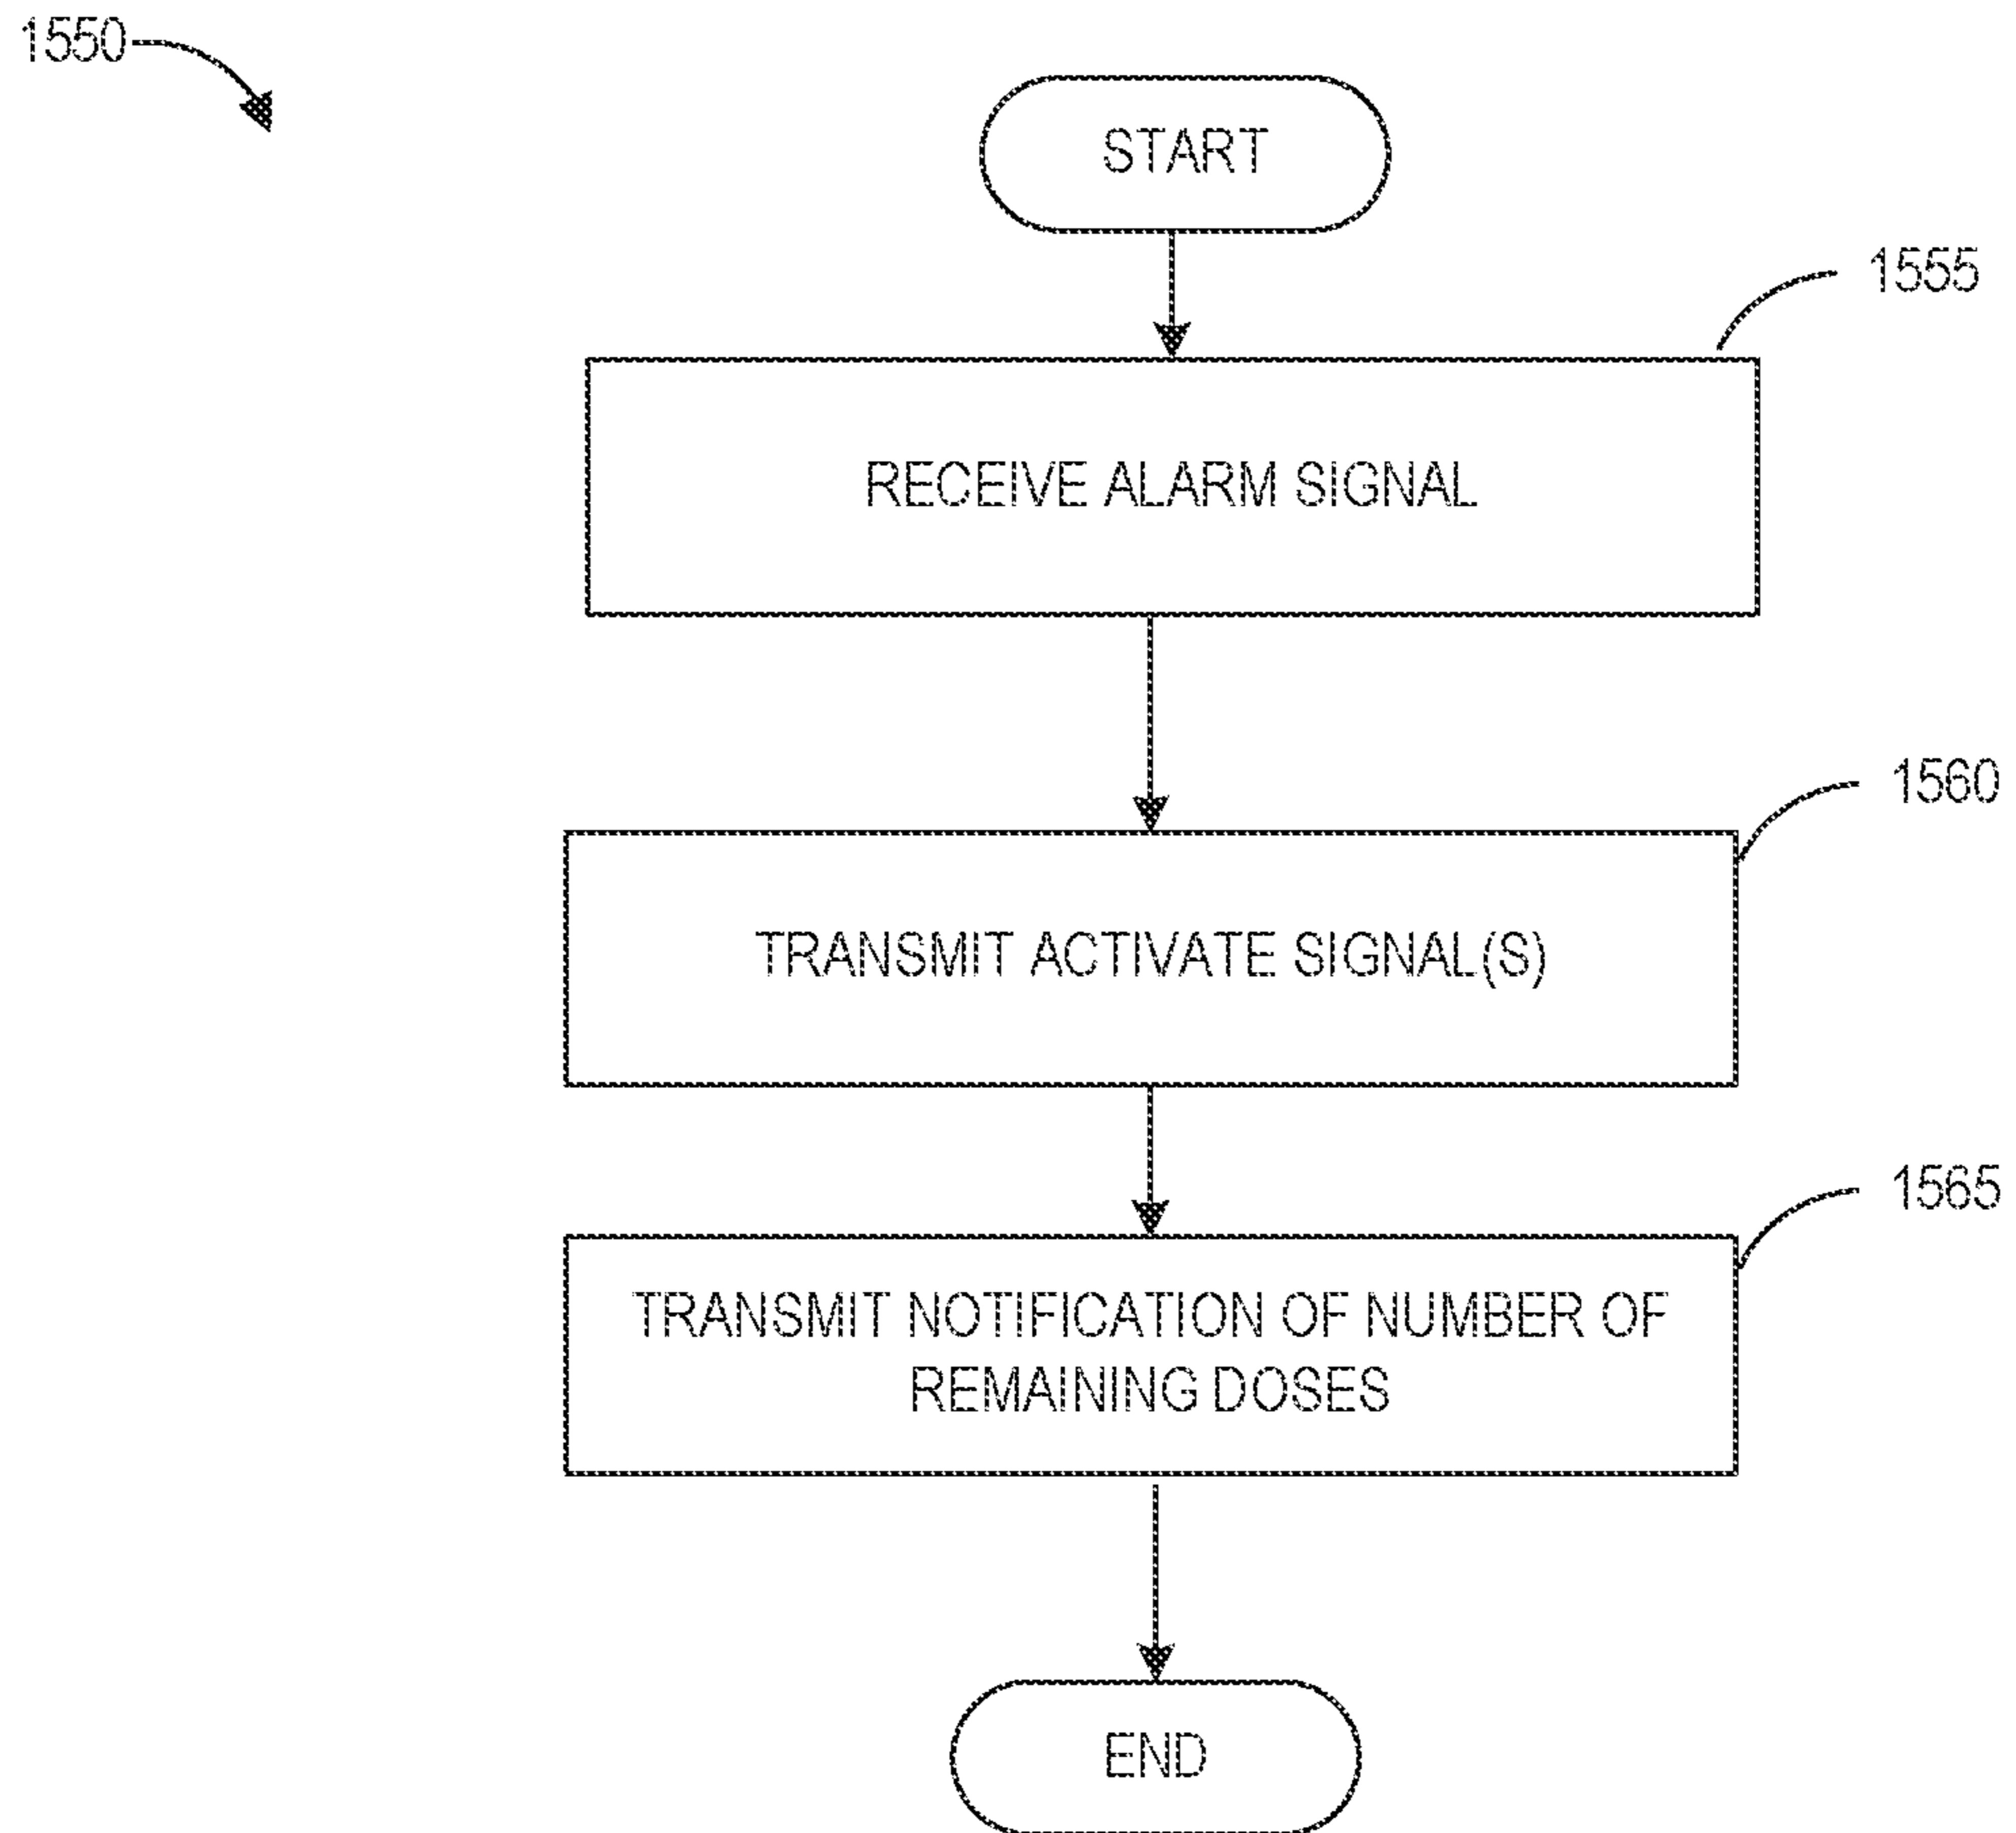 1550
START
1555
RECEIVE ALARM SIGNAL
1560
TRANSMIT ACTIVATE SIGNAL(S)
1565
TRANSMIT NOTIFICATION OF NUMBER OF
REMAINING DOSES
END